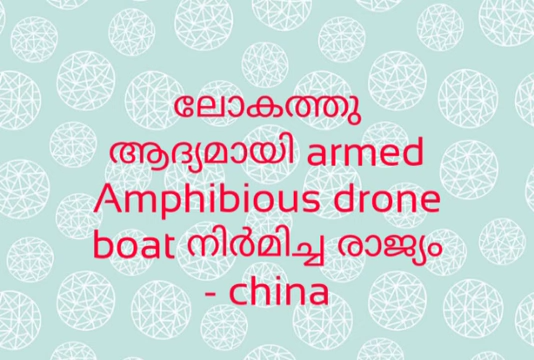 ലോകത്തു
ആദ്യമായി armed
Amphibious drone
boat നിർമിച്ച രാജ്യം
- china